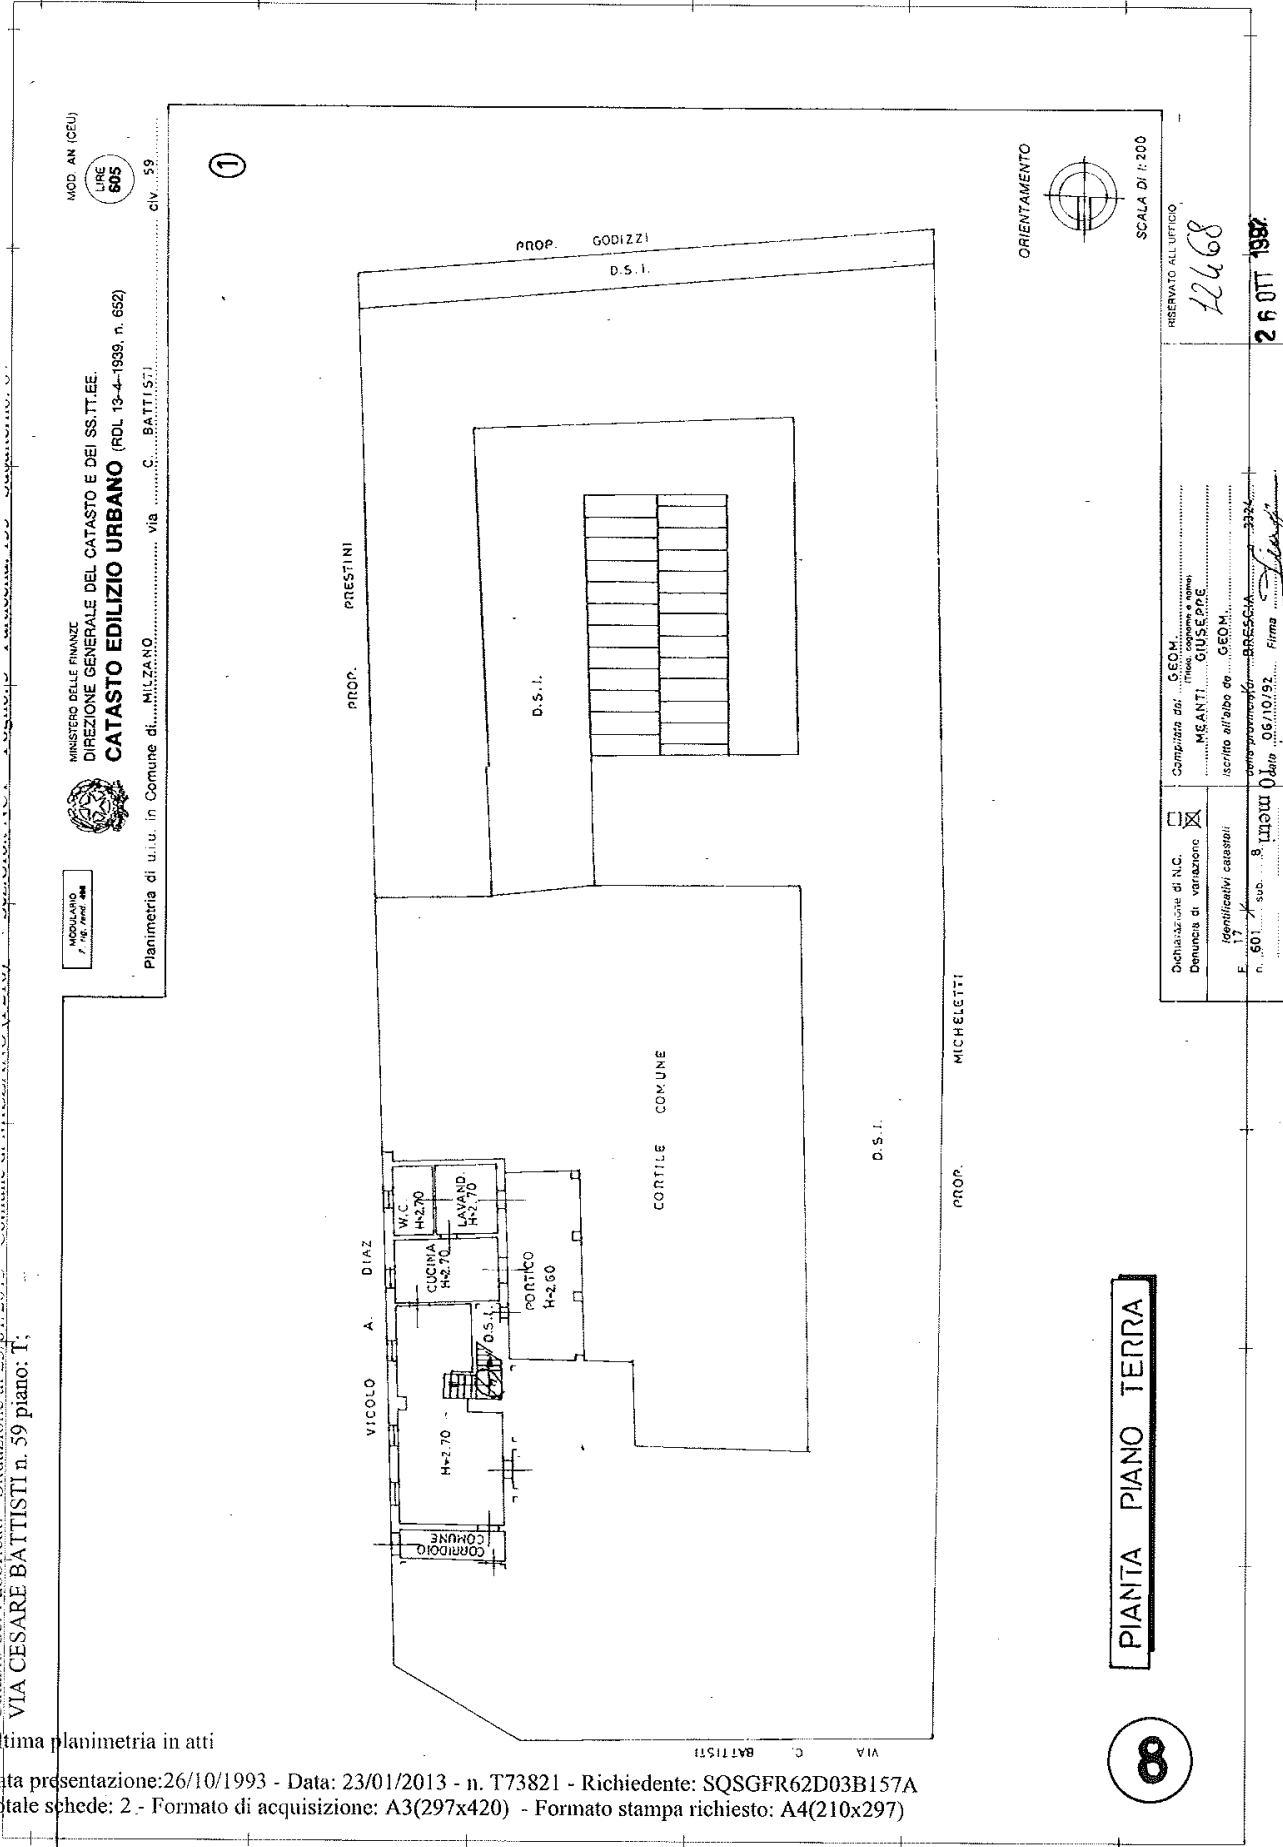 MODULARIO
MINISTERO DELLE FINANZE
DIREZIONE GENERALE DEL CATASTO E DEI SS.TT.EE.
CATASTO EDILIZIO URBANO (RDL 13-4-1939, n. 652)
MOD. AN (CEU)
LIRE
605
Planimetria di u.i.u. in Comune di MILZANO via C. BATTISTI civ. 59
1
PROP. GODIZZI
D.S.I.
PROP. PRESTINI
D.S.I.
VICOLO A. DIAZ
W.C.
H=2.70
LAVAND.
H=2.70
CUCINA
H=2.70
D.S.I.
PORTICO
H=2.60
H=2.70
CORRIDOIO
COMUNE
CORTILE COMUNE
D.S.I.
PROP. MICHELETTI
VIA C. BATTISTI
ORIENTAMENTO
SCALA DI 1:200
PIANTA PIANO TERRA
8
Dichiarazione di N.C.
Denuncia di variazione
Identificativi catastali
F. 17
n. 601 sub. 8
Compilata dal GEOM.
(Titolo, cognome e nome)
MEANTI GIUSEPPE
Iscritto all'albo de GEOM.
della provincia di BRESCIA n. 3324
data 06/10/92 Firma
RISERVATO ALL'UFFICIO
12468
10 metri
VIA CESARE BATTISTI n. 59 piano: T;
tima planimetria in atti
ta presentazione:26/10/1993 - Data: 23/01/2013 - n. T73821 - Richiedente: SQSGFR62D03B157A
tale schede: 2 - Formato di acquisizione: A3(297x420) - Formato stampa richiesto: A4(210x297)